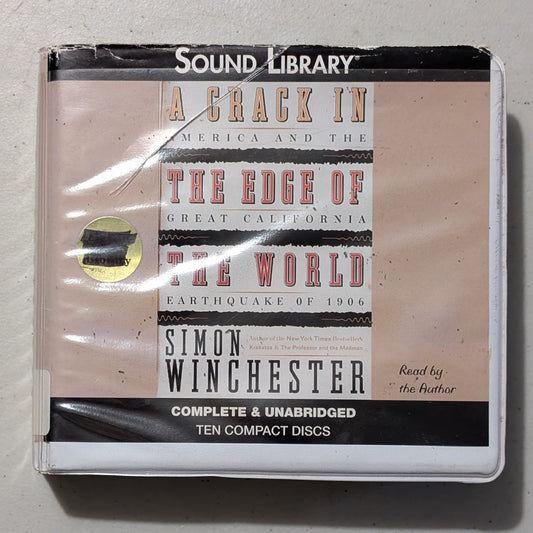 SOUND LIBRARY®
A CRACK IN
AMERICA AND THE
THE EDGE OF
GREAT CALIFORNIA
THE WORLD
EARTHQUAKE OF 1906
SIMON
Author of the New York Times Bestsellers
Krakatoa & The Professor and the Madman
WINCHESTER
Read by
the Author
COMPLETE & UNABRIDGED
TEN COMPACT DISCS